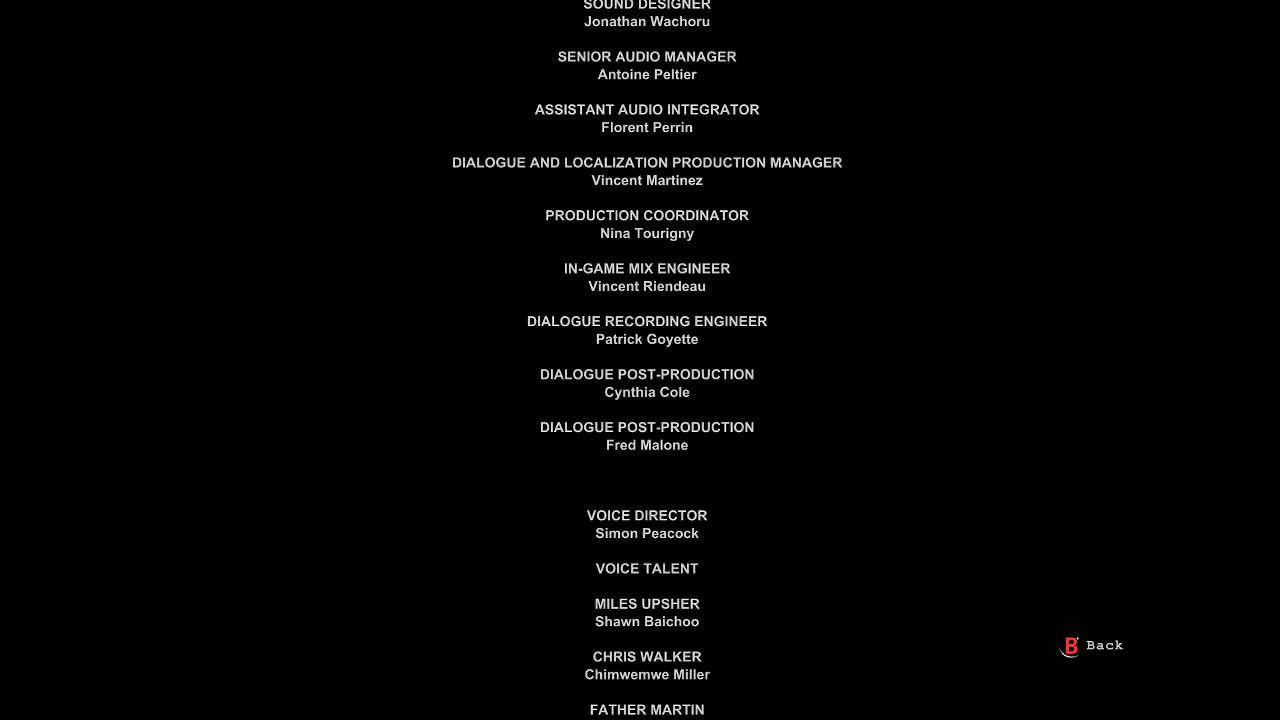 SOUND DESIGNER
Jonathan Wachoru
SENIOR AUDIO MANAGER
Antoine Peltier
ASSISTANT AUDIO INTEGRATOR
Florent Perrin
DIALOGUE AND LOCALIZATION PRODUCTION MANAGER
Vincent Martinez
PRODUCTION COORDINATOR
Nina Tourigny
IN-GAME MIX ENGINEER
Vincent Riendeau
DIALOGUE RECORDING ENGINEER
Patrick Goyette
DIALOGUE POST-PRODUCTION
Cynthia Cole
DIALOGUE POST-PRODUCTION
Fred Malone
VOICE DIRECTOR
Simon Peacock
VOICE TALENT
MILES UPSHER
Shawn Baichoo
B Back
CHRIS WALKER
Chimwemwe Miller
FATHER MARTIN